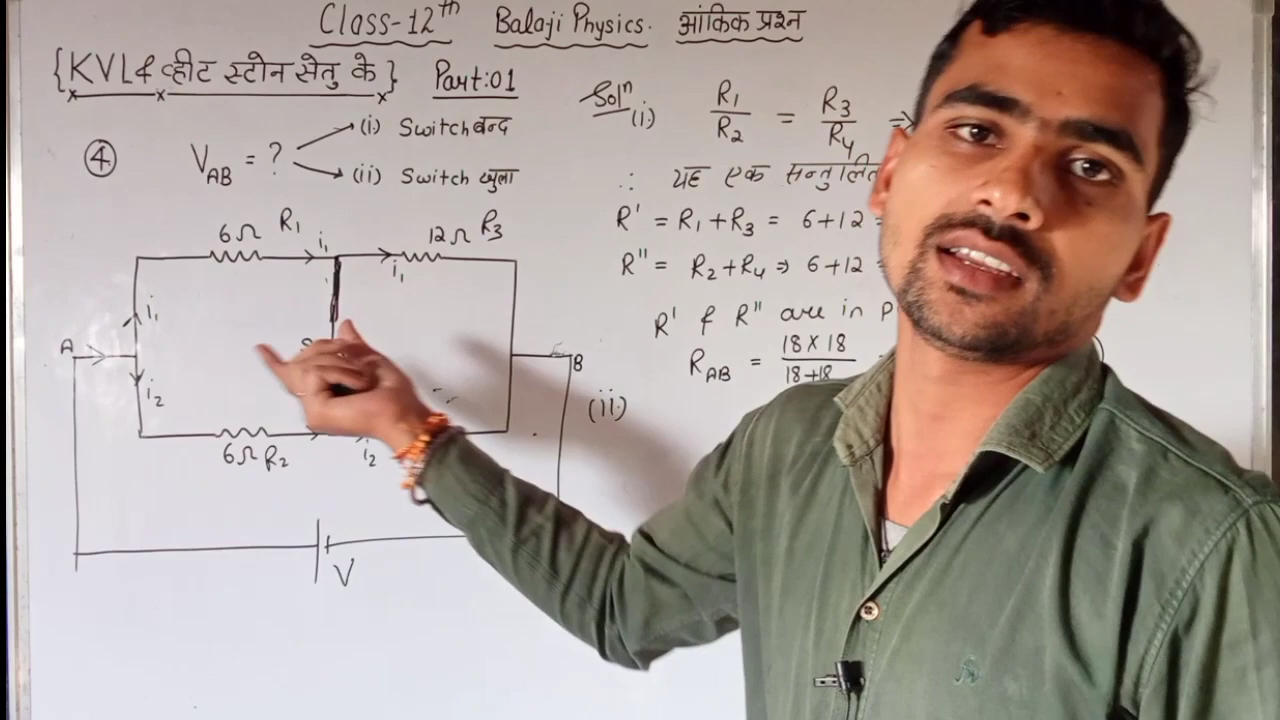 Class-12th Balaji Physics. आंकिक प्रश्न
{KVL & व्हीट स्टोन सेतु के} Part:01
④ VAB = ?
(i) Switch बन्द
(ii) Switch खुला
6Ω R1 i1 12Ω R3
i1
i1
A S B
i2
6Ω R2 i2
V
Solⁿ (i) R1/R2 = R3/R4 ⇒
∴ यह एक सन्तुलित
R' = R1 + R3 = 6+12 =
R" = R2 + R4 ⇒ 6+12 =
R' & R" are in P
RAB = 18×18/18+18
(ii)